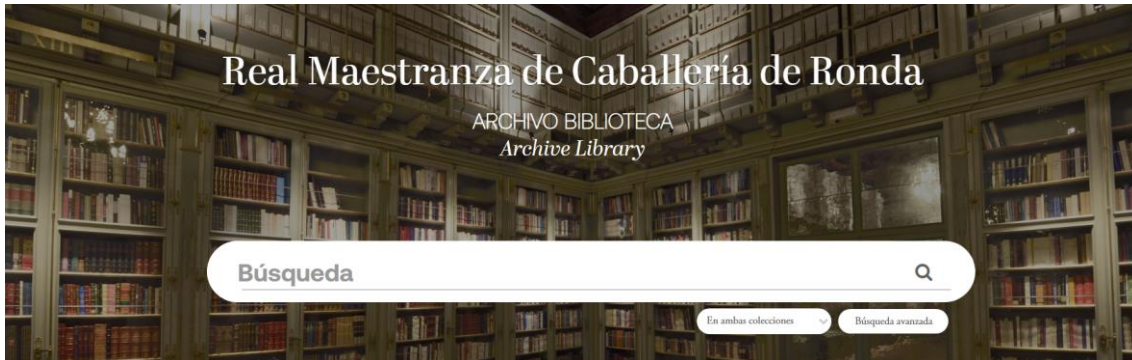 Real Maestranza de Caballería de Ronda
ARCHIVO BIBLIOTECA
Archive Library
Búsqueda
En ambas colecciones
Búsqueda avanzada